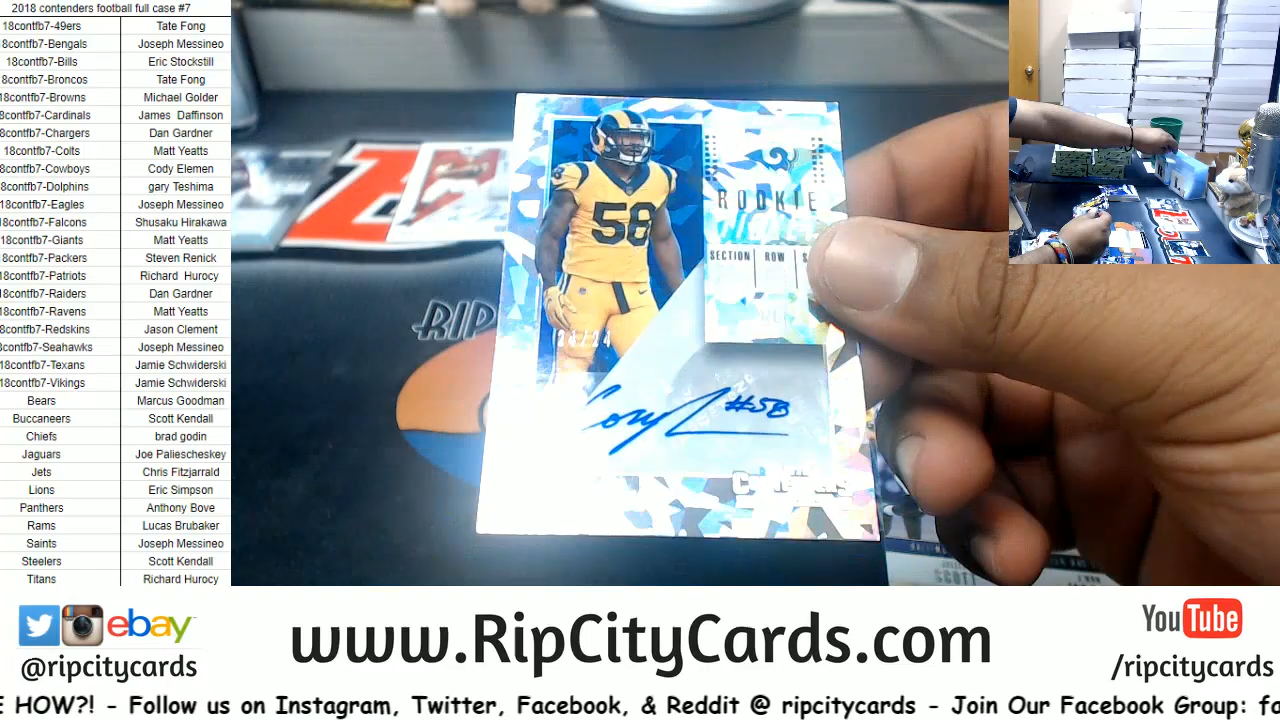 2018 contenders football full case #7
18contfb7-49ers Tate Fong
18contfb7-Bengals Joseph Messineo
18contfb7-Bills Eric Stockstill
8contfb7-Broncos Tate Fong
18contfb7-Browns Michael Golder
8contfb7-Cardinals James Daffinson
8contfb7-Chargers Dan Gardner
18contfb7-Colts Matt Yeatts
8contfb7-Cowboys Cody Elemen
8contfb7-Dolphins gary Teshima
18contfb7-Eagles Joseph Messineo
18contfb7-Falcons Shusaku Hirakawa
18contfb7-Giants Matt Yeatts
8contfb7-Packers Steven Renick
8contfb7-Patriots Richard Hurocy
18contfb7-Raiders Dan Gardner
18contfb7-Ravens Matt Yeatts
8contfb7-Redskins Jason Clement
8contfb7-Seahawks Joseph Messineo
18contfb7-Texans Jamie Schwiderski
18contfb7-Vikings Jamie Schwiderski
Bears Marcus Goodman
Buccaneers Scott Kendall
Chiefs brad godin
Jaguars Joe Paliescheskey
Jets Chris Fitzjarrald
Lions Eric Simpson
Panthers Anthony Bove
Rams Lucas Brubaker
Saints Joseph Messineo
Steelers Scott Kendall
Titans Richard Hurocy
58
ROOKIE
SECTION ROW
24/24
#58
RIP
ebay
@ripcitycards
www.RipCityCards.com
YouTube
/ripcitycards
E HOW?! - Follow us on Instagram, Twitter, Facebook, & Reddit @ ripcitycards - Join Our Facebook Group: fo